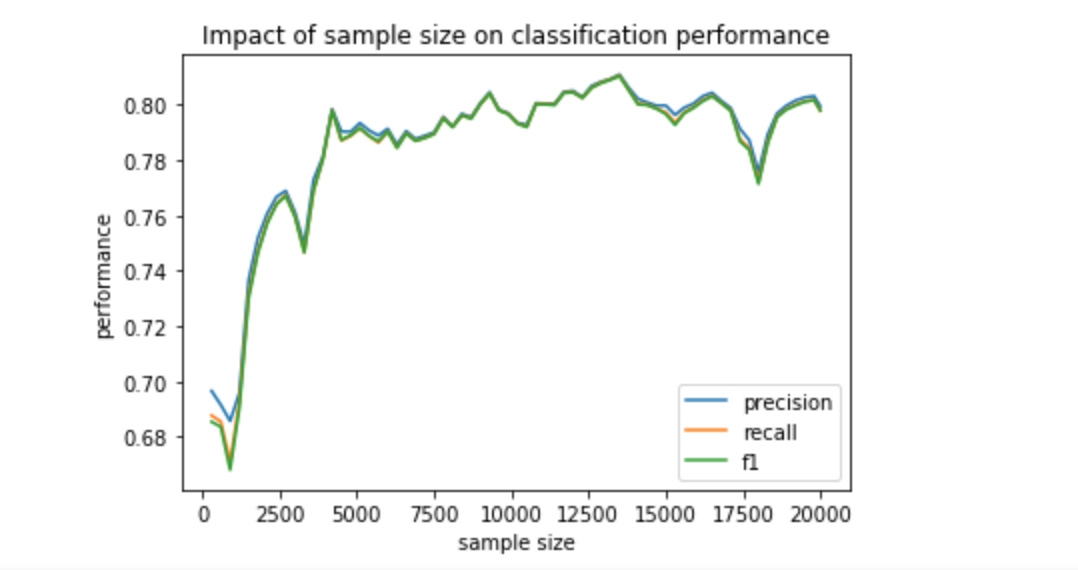 Impact of sample size on classification performance
performance
0.80
0.78
0.76
0.74
0.72
0.70
0.68
precision
recall
f1
0 2500 5000 7500 10000 12500 15000 17500 20000
sample size